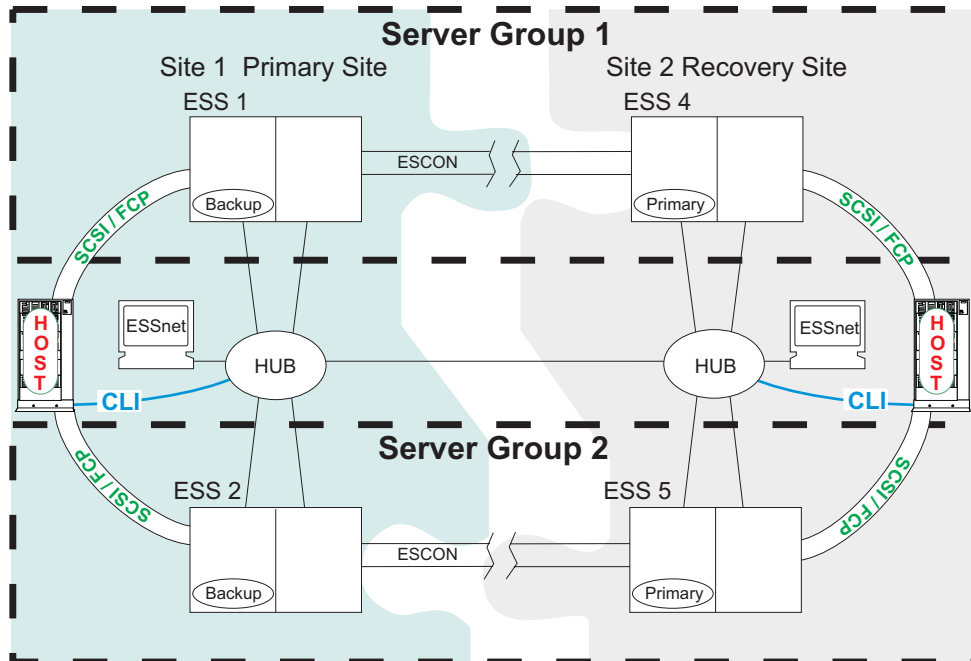 Server Group 1
Site 1 Primary Site
Site 2 Recovery Site
ESS 1
ESS 4
ESCON
Backup
Primary
SCSI / FCP
SCSI / FCP
ESSnet
ESSnet
HOST
HUB
HUB
HOST
CLI
CLI
Server Group 2
ESS 2
ESS 5
SCSI / FCP
SCSI / FCP
ESCON
Backup
Primary